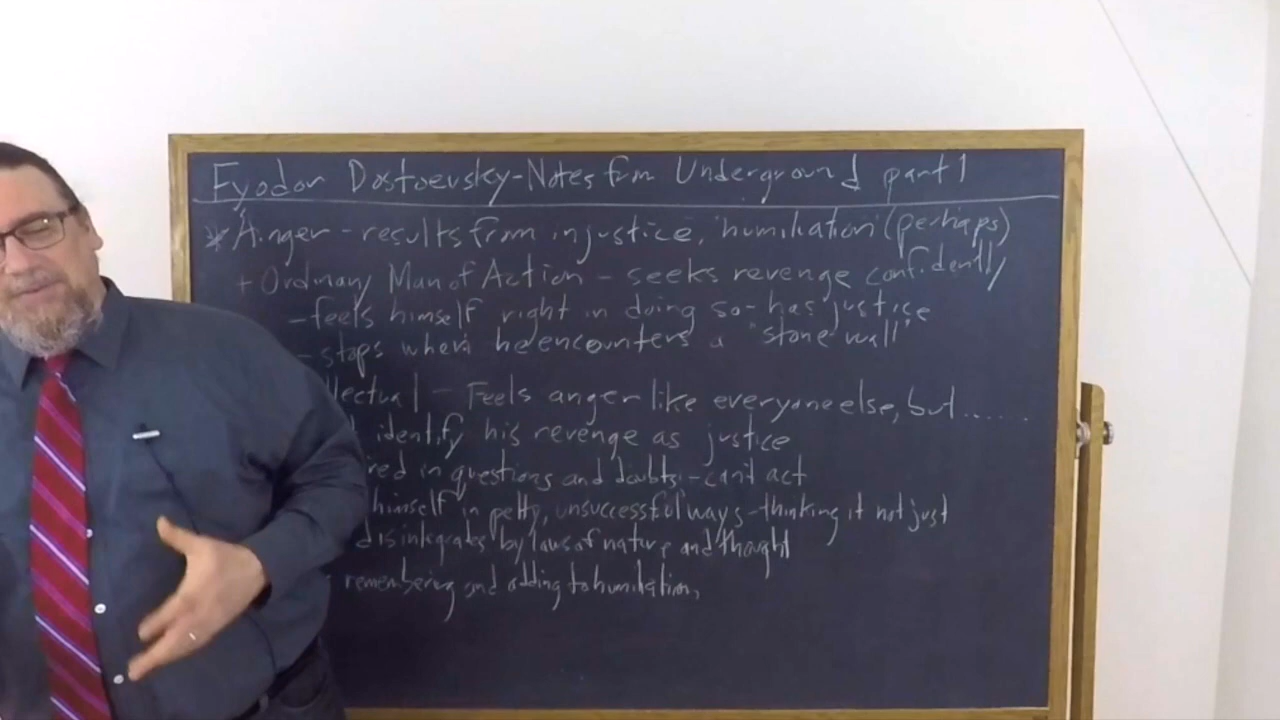 Fyodor Dostoevsky-Notes from Underground part 1
* Anger - results from injustice, humiliation (perhaps)
+ Ordinary Man of Action - seeks revenge confidently
- feels himself right in doing so - has justice
- stops when he encounters a "stone wall"
llectual - Feels anger like everyone else, but......
identify his revenge as justice
red in questions and doubts - can't act
himself in petty, unsuccessful ways - thinking it not just
disintegrates by laws of nature and thought
remembering and adding to humiliation,